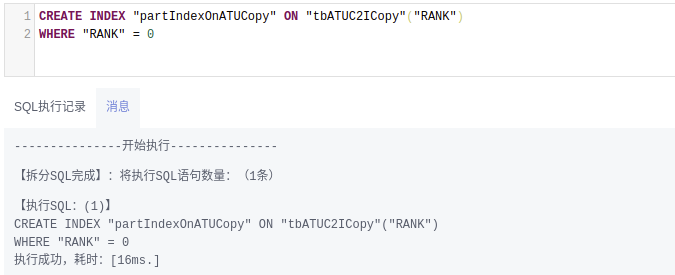 1 CREATE INDEX "partIndexOnATUCopy" ON "tbATUC2ICopy"("RANK")
2 WHERE "RANK" = 0
SQL执行记录 消息
---------------开始执行---------------
【拆分SQL完成】：将执行SQL语句数量：（1条）
【执行SQL：(1)】
CREATE INDEX "partIndexOnATUCopy" ON "tbATUC2ICopy"("RANK")
WHERE "RANK" = 0
执行成功，耗时：[16ms.]